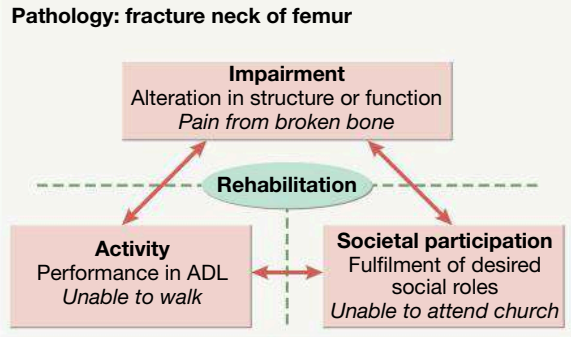 Pathology: fracture neck of femur
Impairment
Alteration in structure or function
Pain from broken bone
Rehabilitation
Activity
Performance in ADL
Unable to walk
Societal participation
Fulfilment of desired
social roles
Unable to attend church